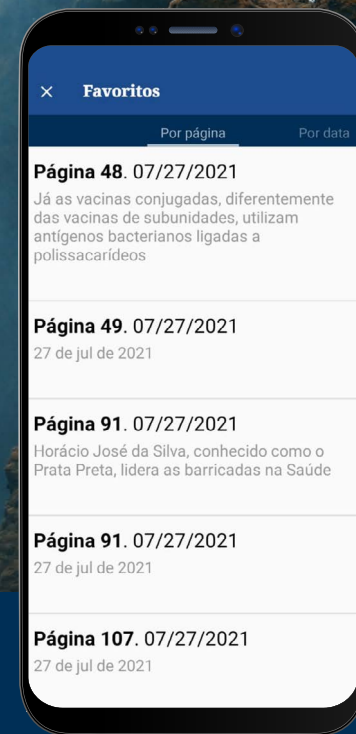 × Favoritos
Por página Por data
Página 48. 07/27/2021
Já as vacinas conjugadas, diferentemente
das vacinas de subunidades, utilizam
antígenos bacterianos ligadas a
polissacarídeos
Página 49. 07/27/2021
27 de jul de 2021
Página 91. 07/27/2021
Horácio José da Silva, conhecido como o
Prata Preta, lidera as barricadas na Saúde
Página 91. 07/27/2021
27 de jul de 2021
Página 107. 07/27/2021
27 de jul de 2021